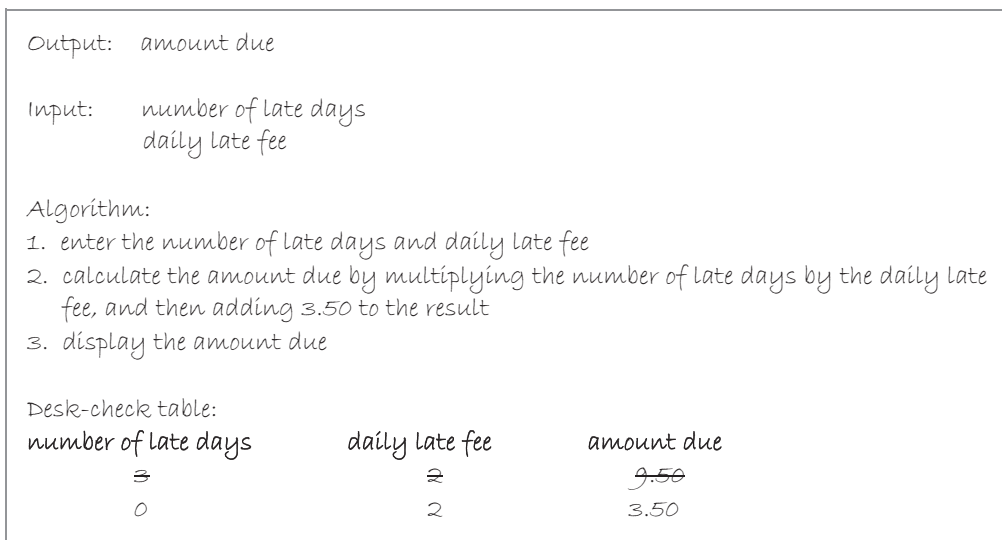 Output: amount due
Input: number of late days
daily late fee
Algorithm:
1. enter the number of late days and daily late fee
2. calculate the amount due by multiplying the number of late days by the daily late
fee, and then adding 3.50 to the result
3. display the amount due
Desk-check table:
number of late days daily late fee amount due
3 2 9.50
0 2 3.50